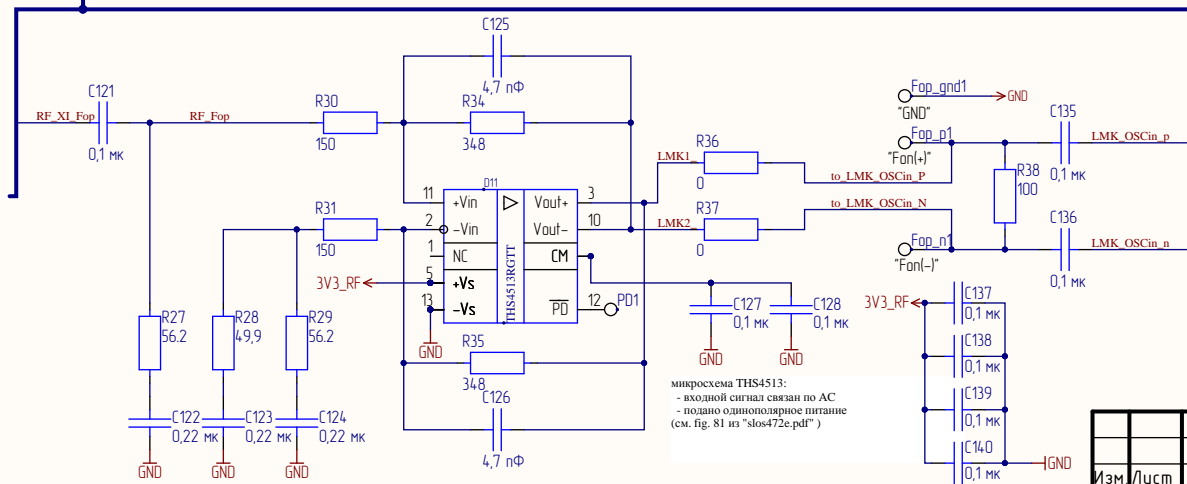 C125
4,7 пФ
C121
RF_XI_Fop
RF_Fop
0,1 мк
R30
150
R34
348
Fop_gnd1
GND
"GND"
Fop_p1
"Fоп(+)"
C135
LMK_OSCin_p
0,1 мк
R36
LMK1_
0
to_LMK_OSCin_P
R38
100
D11
11
+Vin
Vout+
3
R31
150
2
-Vin
Vout-
10
LMK2_
R37
0
to_LMK_OSCin_N
C136
LMK_OSCin_n
0,1 мк
Fop_n1
"Fоп(-)"
1
NC
CM
3V3_RF
5
+Vs
13
-Vs
PD
12
PD1
THS4513RGTT
GND
C127
0,1 мк
C128
0,1 мк
GND
GND
3V3_RF
C137
0,1 мк
C138
0,1 мк
C139
0,1 мк
C140
0,1 мк
GND
R27
56.2
R28
49,9
R29
56.2
R35
348
C126
4,7 пФ
C122
0,22 мк
C123
0,22 мк
C124
0,22 мк
GND
GND
GND
микросхема THS4513:
- входной сигнал связан по AC
- подано однополярное питание
(см. fig. 81 из "slos472e.pdf" )
Изм.
Лист